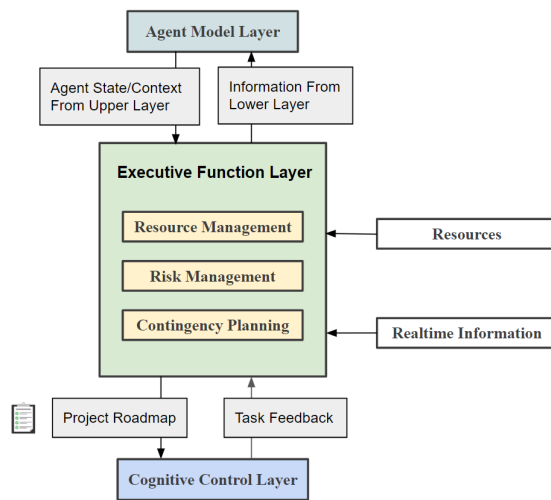 Agent Model Layer
Agent State/Context
From Upper Layer
Information From
Lower Layer
Executive Function Layer
Resource Management
Risk Management
Contingency Planning
Resources
Realtime Information
Project Roadmap
Task Feedback
Cognitive Control Layer